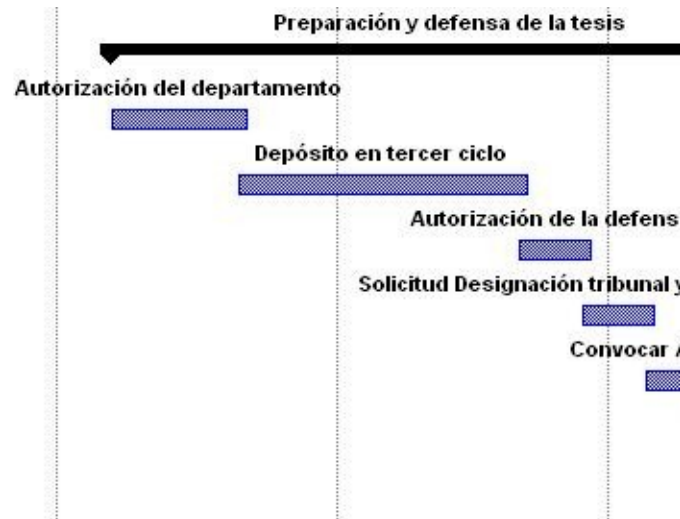 Preparación y defensa de la tesis
Autorización del departamento
Depósito en tercer ciclo
Autorización de la defens
Solicitud Designación tribunal y
Convocar